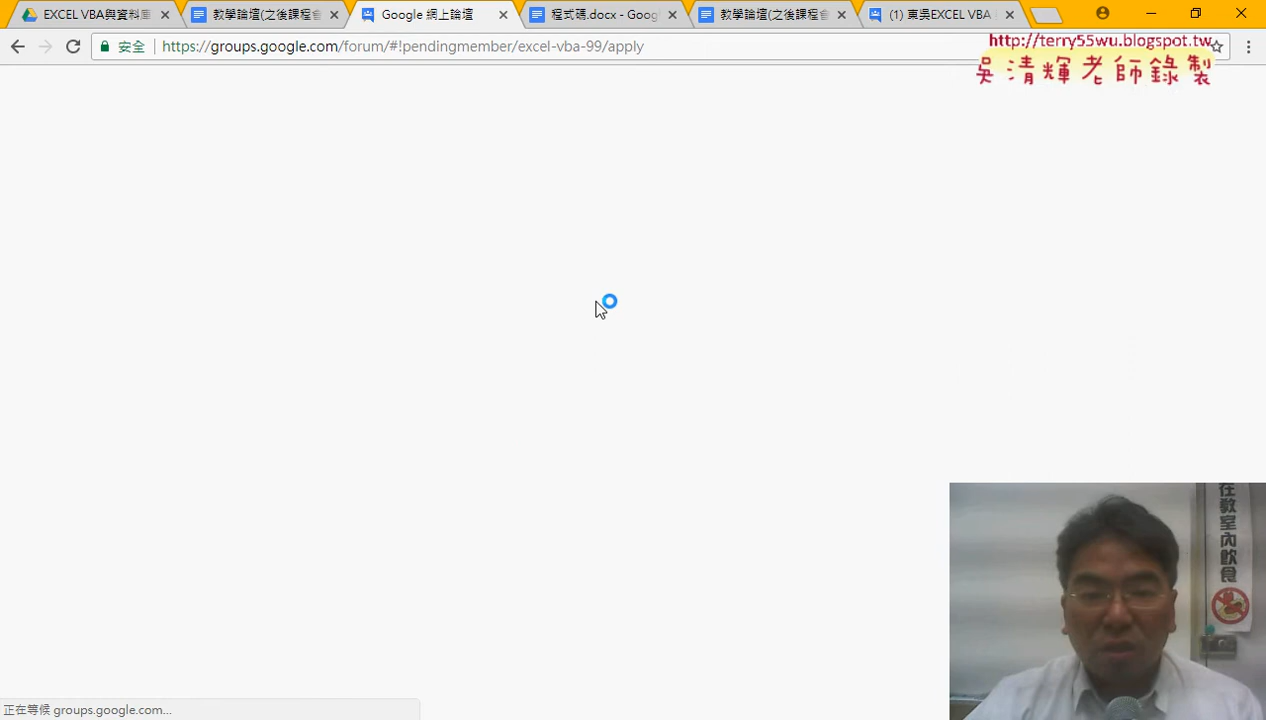 EXCEL VBA與資料庫
教學論壇(之後課程會
Google 網上論壇
程式碼.docx - Goog
教學論壇(之後課程會
(1) 東吳EXCEL VBA
安全
https://groups.google.com/forum/#!pendingmember/excel-vba-99/apply
http://terry55wu.blogspot.tw
吳清輝老師錄製
在教室內飲食
正在等候 groups.google.com...